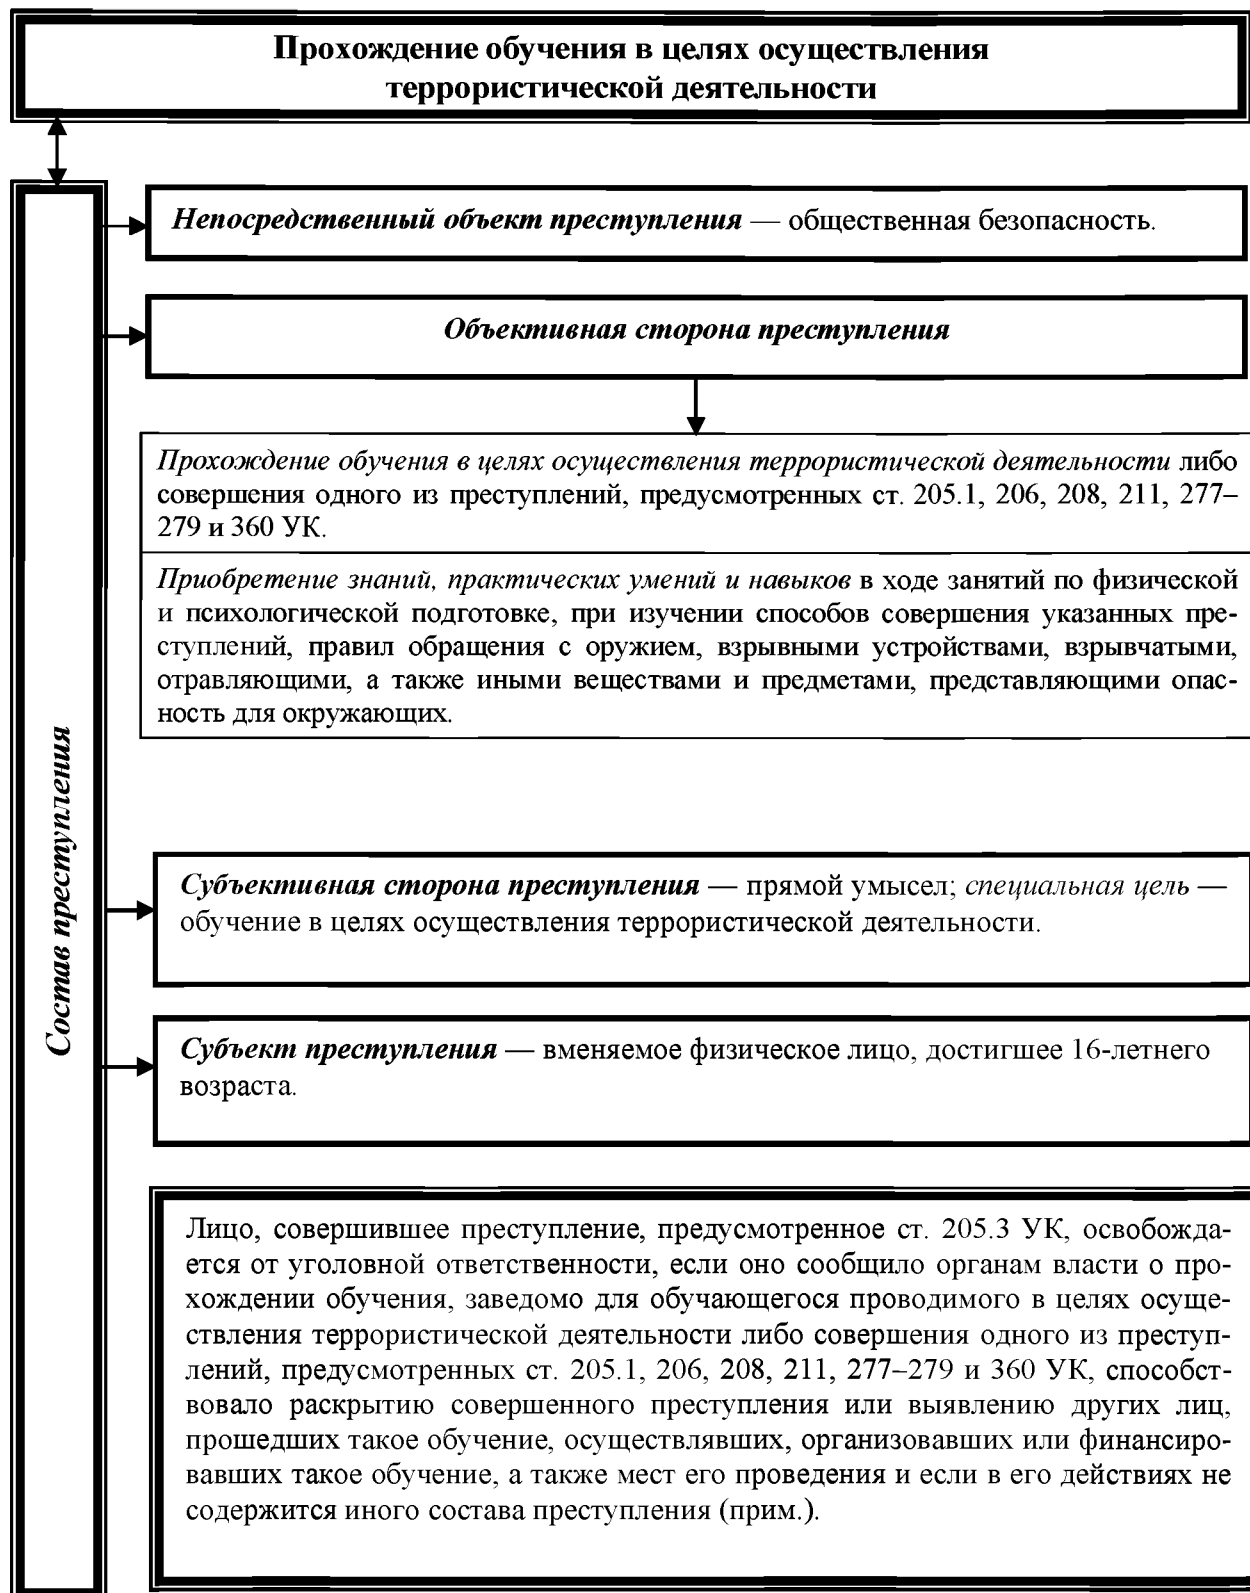 Прохождение обучения в целях осуществления
террористической деятельности
Состав преступления
Непосредственный объект преступления — общественная безопасность.
Объективная сторона преступления
Прохождение обучения в целях осуществления террористической деятельности либо
совершения одного из преступлений, предусмотренных ст. 205.1, 206, 208, 211, 277–
279 и 360 УК.
Приобретение знаний, практических умений и навыков в ходе занятий по физической
и психологической подготовке, при изучении способов совершения указанных пре-
ступлений, правил обращения с оружием, взрывными устройствами, взрывчатыми,
отравляющими, а также иными веществами и предметами, представляющими опас-
ность для окружающих.
Субъективная сторона преступления — прямой умысел; специальная цель —
обучение в целях осуществления террористической деятельности.
Субъект преступления — вменяемое физическое лицо, достигшее 16-летнего
возраста.
Лицо, совершившее преступление, предусмотренное ст. 205.3 УК, освобожда-
ется от уголовной ответственности, если оно сообщило органам власти о про-
хождении обучения, заведомо для обучающегося проводимого в целях осуще-
ствления террористической деятельности либо совершения одного из преступ-
лений, предусмотренных ст. 205.1, 206, 208, 211, 277–279 и 360 УК, способст-
вовало раскрытию совершенного преступления или выявлению других лиц,
прошедших такое обучение, осуществлявших, организовавших или финансиро-
вавших такое обучение, а также мест его проведения и если в его действиях не
содержится иного состава преступления (прим.).